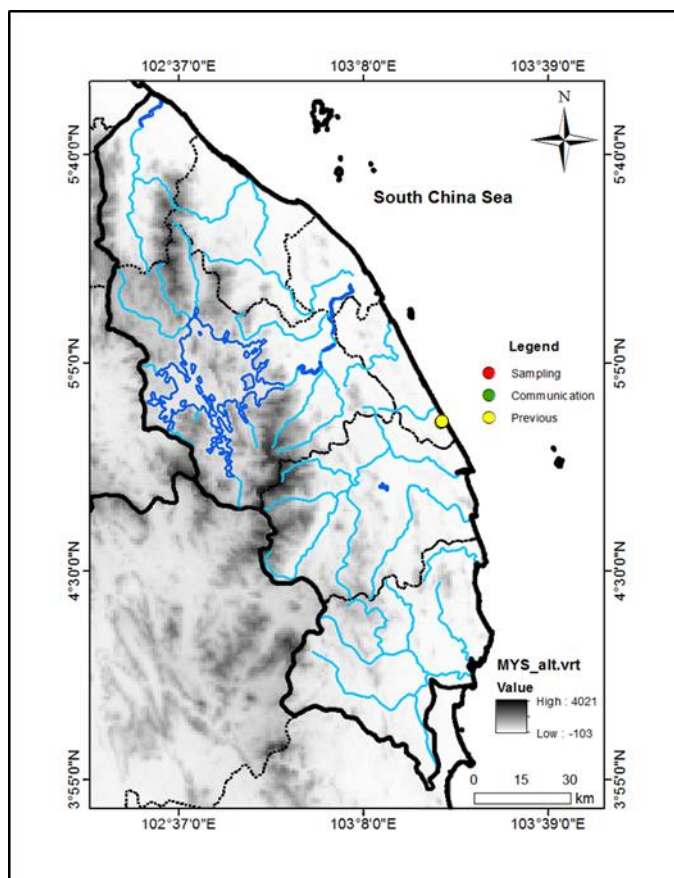 102°37'0"E 103°8'0"E 103°39'0"E
N
5°40'0"N 5°40'0"N
South China Sea
5°5'0"N 5°5'0"N
Legend
Sampling
Communication
Previous
4°30'0"N 4°30'0"N
MYS_alt.vrt
Value
High : 4021
Low : -103
0 15 30
km
3°55'0"N 3°55'0"N
102°37'0"E 103°8'0"E 103°39'0"E